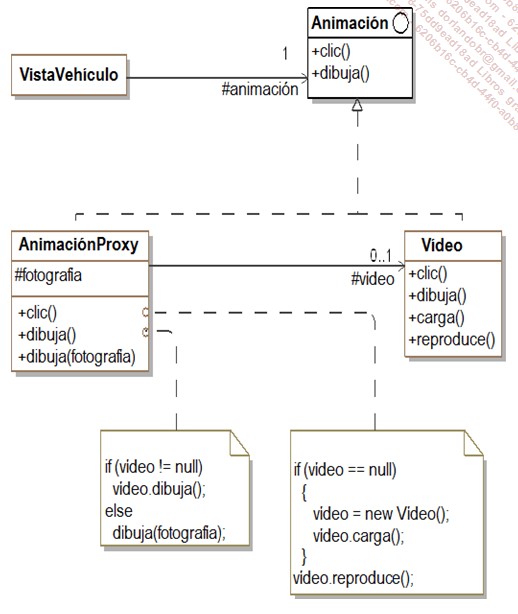 Animación
+clic()
+dibuja()
VistaVehículo
1
#animación
AnimaciónProxy
#fotografia
+clic()
+dibuja()
+dibuja(fotografia)
0..1
#video
Video
+clic()
+dibuja()
+carga()
+reproduce()
if (video != null)
video.dibuja();
else
dibuja(fotografia);
if (video == null)
{
video = new Video();
video.carga();
}
video.reproduce();